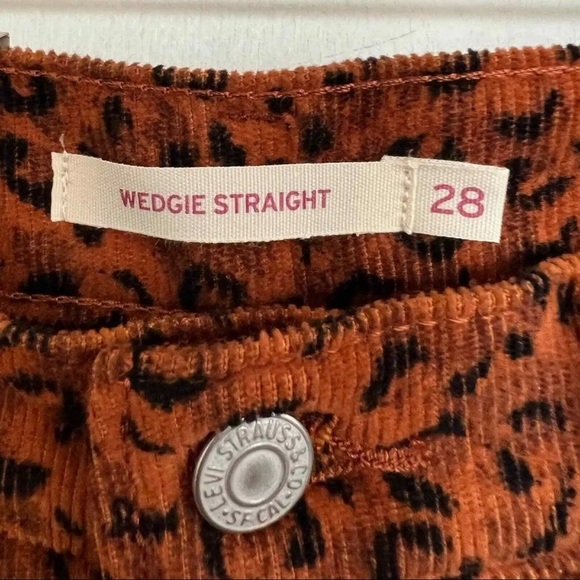 WEDGIE STRAIGHT 28
LEVI STRAUSS & CO.
S.F. CAL.